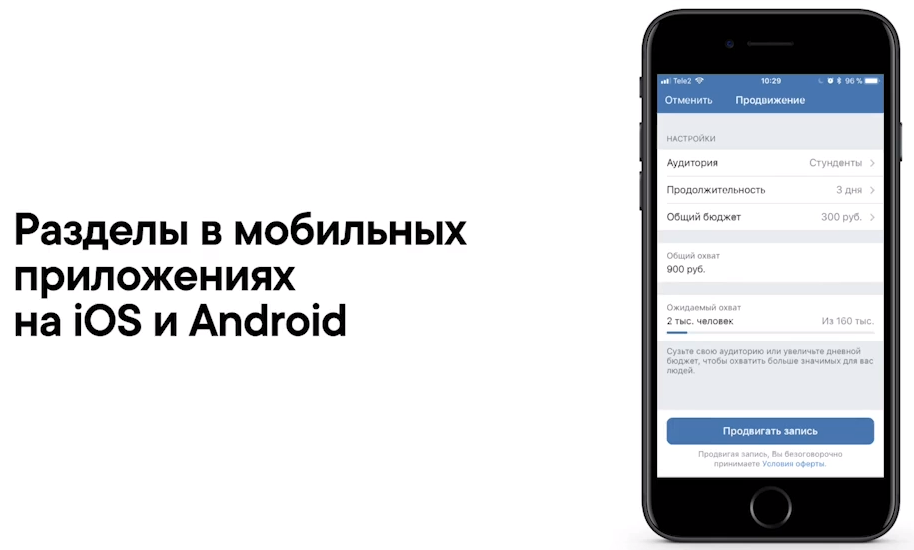 Разделы в мобильных
приложениях
на iOS и Android
Tele2
10:29
96 %
Отменить
Продвижение
НАСТРОЙКИ
Аудитория
Стунденты
Продолжительность
3 дня
Общий бюджет
300 руб.
Общий охват
900 руб.
Ожидаемый охват
2 тыс. человек
Из 160 тыс.
Сузьте свою аудиторию или увеличьте дневной
бюджет, чтобы охватить больше значимых для вас
людей.
Продвигать запись
Продвигая запись, Вы безоговорочно
принимаете Условия оферты.